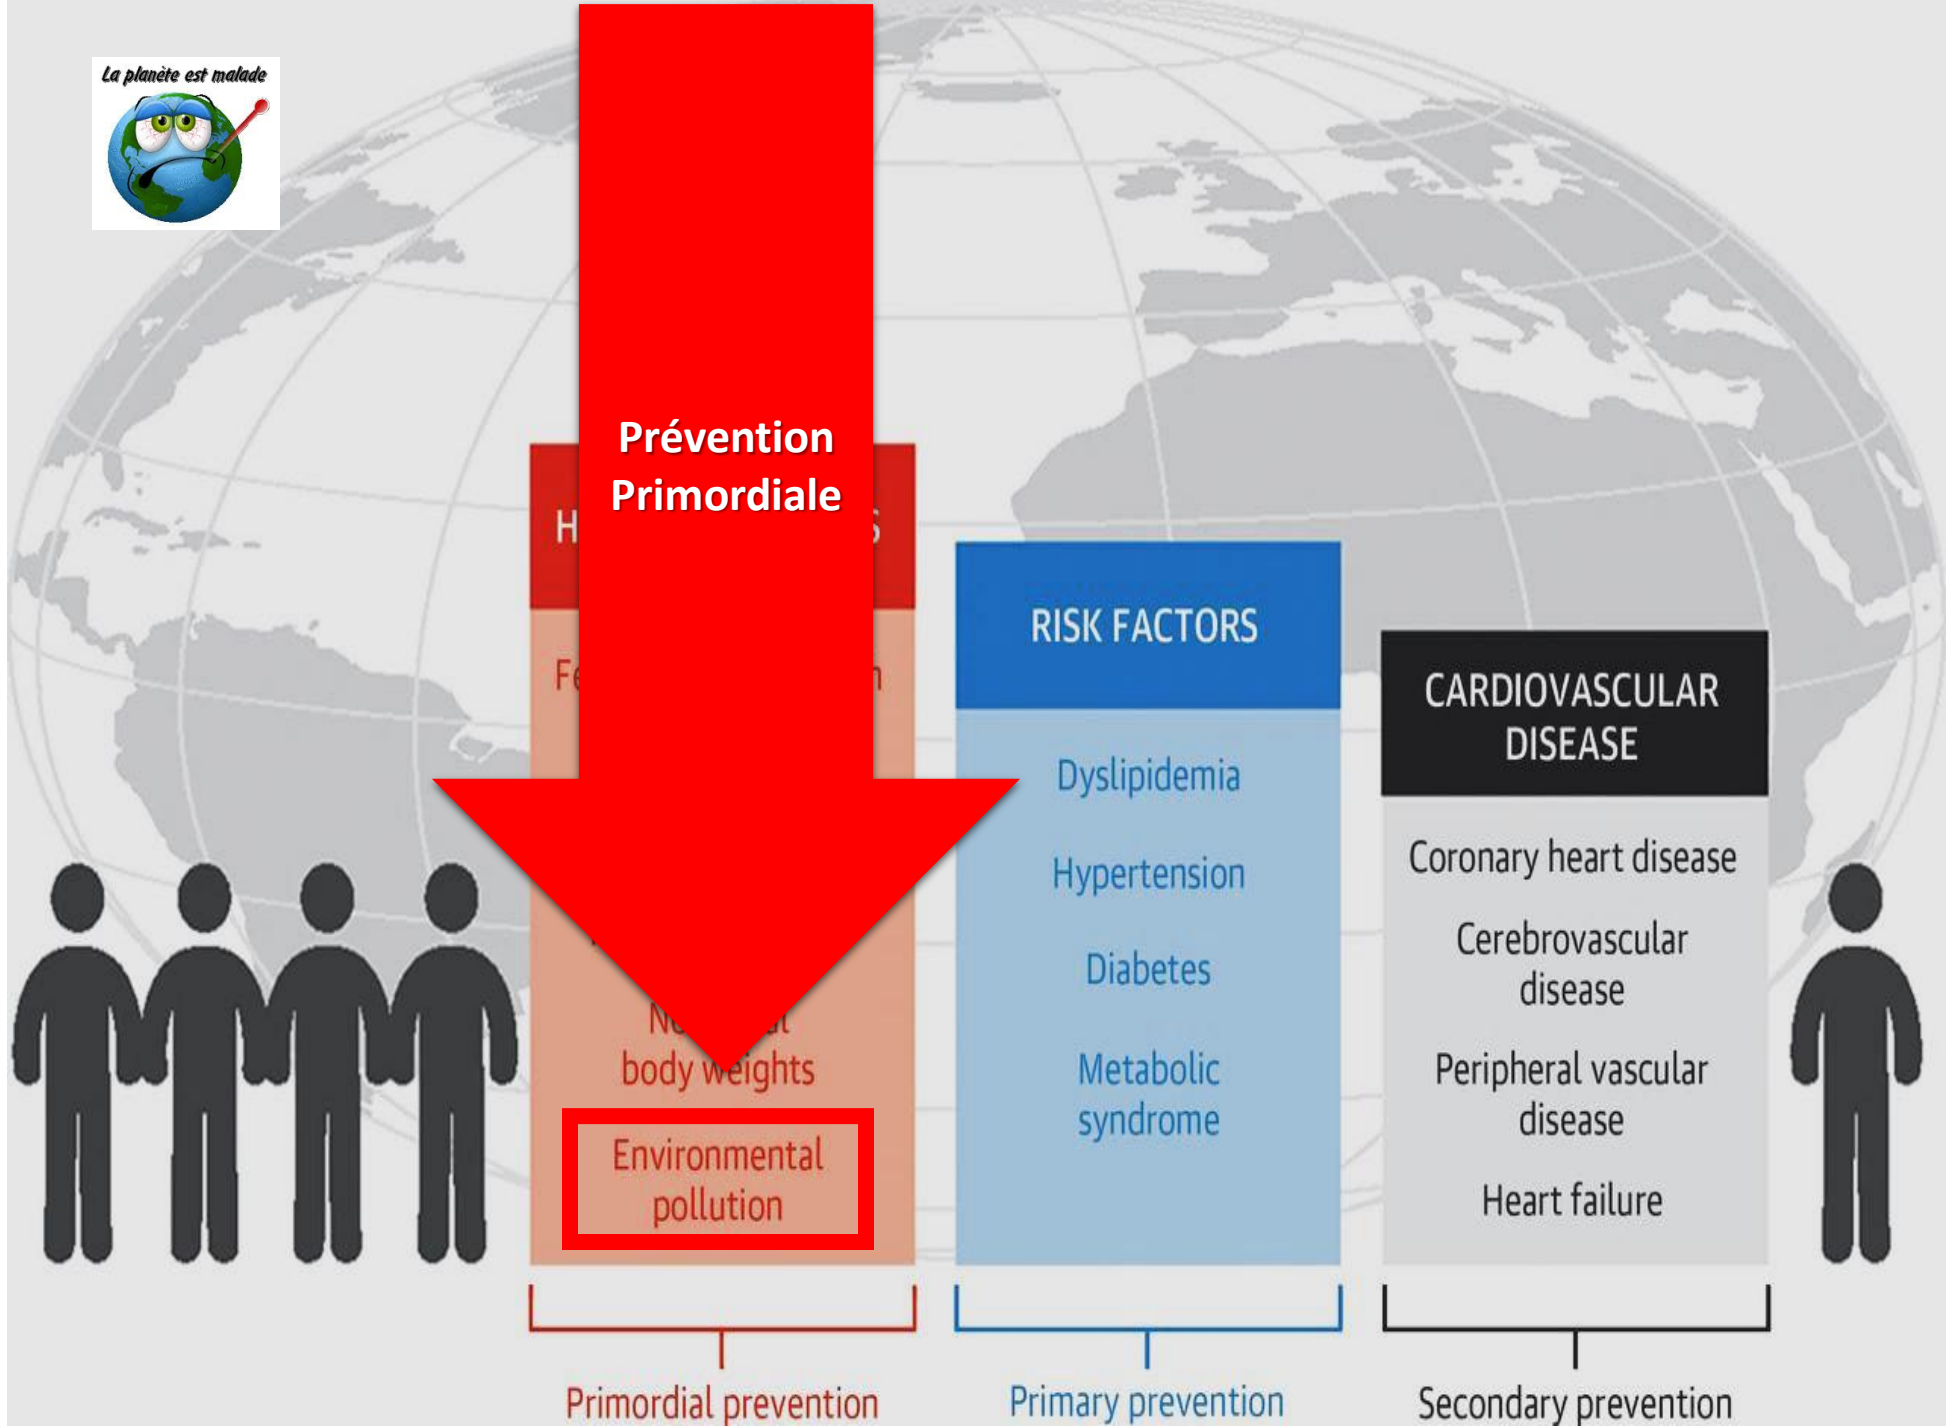 La planète est malade
Prévention
Primordiale
RISK FACTORS
Dyslipidemia
Hypertension
Diabetes
Metabolic
syndrome
CARDIOVASCULAR
DISEASE
Coronary heart disease
Cerebrovascular
disease
Peripheral vascular
disease
Heart failure
body weights
Environmental
pollution
Primordial prevention
Primary prevention
Secondary prevention